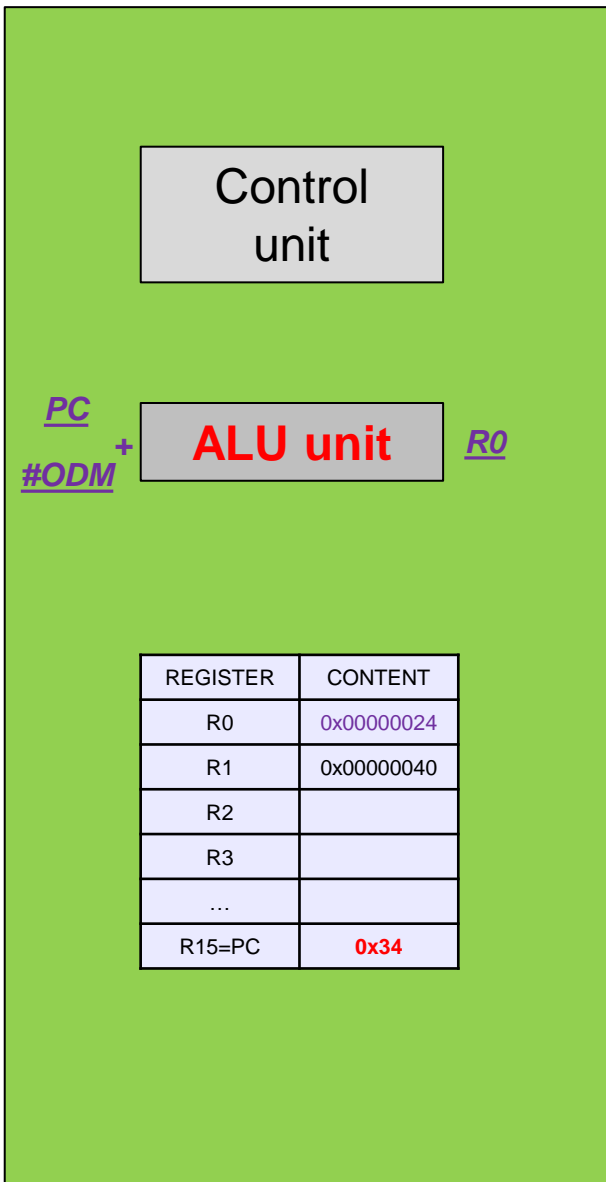 Control
unit
PC
+
#ODM
ALU unit
R0
REGISTER CONTENT
R0 0x00000024
R1 0x00000040
R2
R3
…
R15=PC 0x34